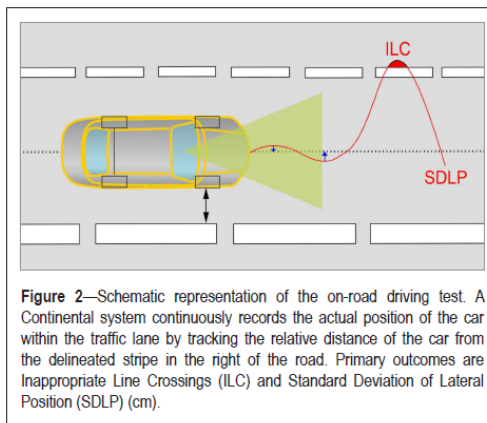 ILC
SDLP
Figure 2—Schematic representation of the on-road driving test. A
Continental system continuously records the actual position of the car
within the traffic lane by tracking the relative distance of the car from
the delineated stripe in the right of the road. Primary outcomes are
Inappropriate Line Crossings (ILC) and Standard Deviation of Lateral
Position (SDLP) (cm).